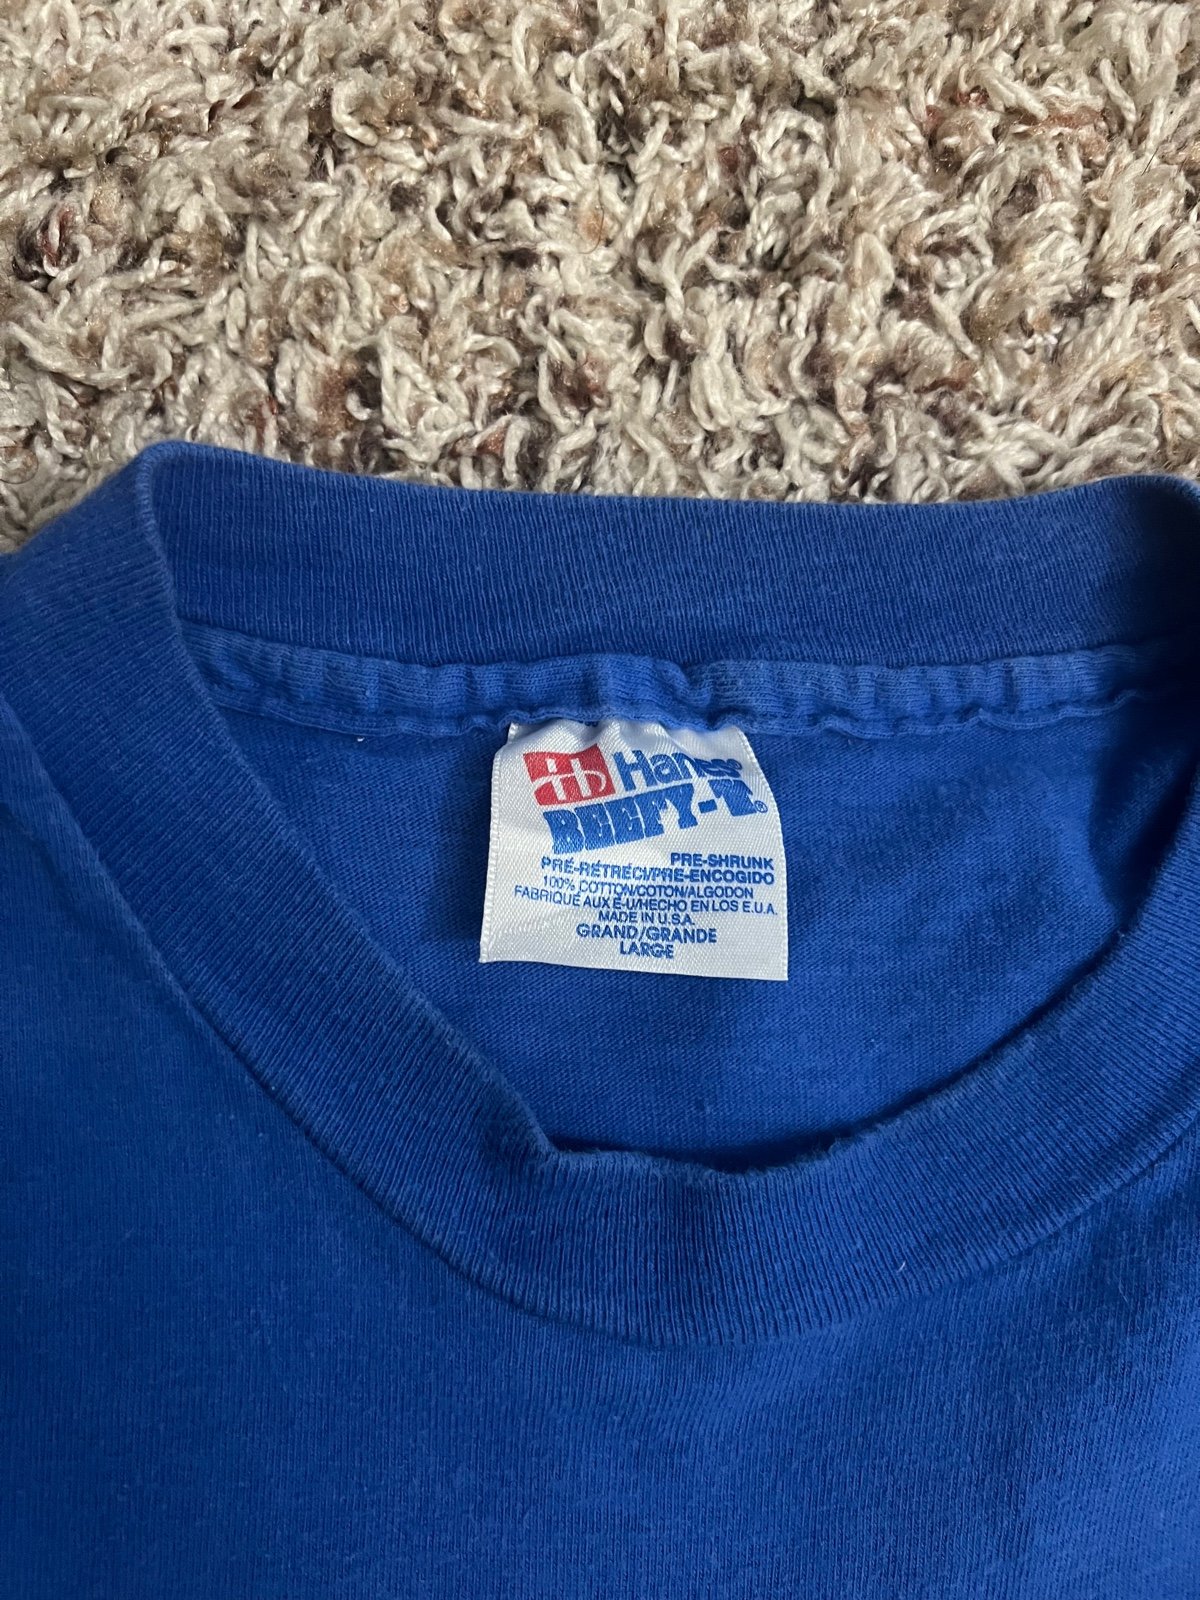 Hanes
BEEFY-T®
PRE-SHRUNK
PRÉ-RÉTRÉCI/PRE-ENCOGIDO
100% COTTON/COTON/ALGODON
FABRIQUÉ AUX É-U/HECHO EN LOS E.U.A.
MADE IN U.S.A.
GRAND/GRANDE
LARGE